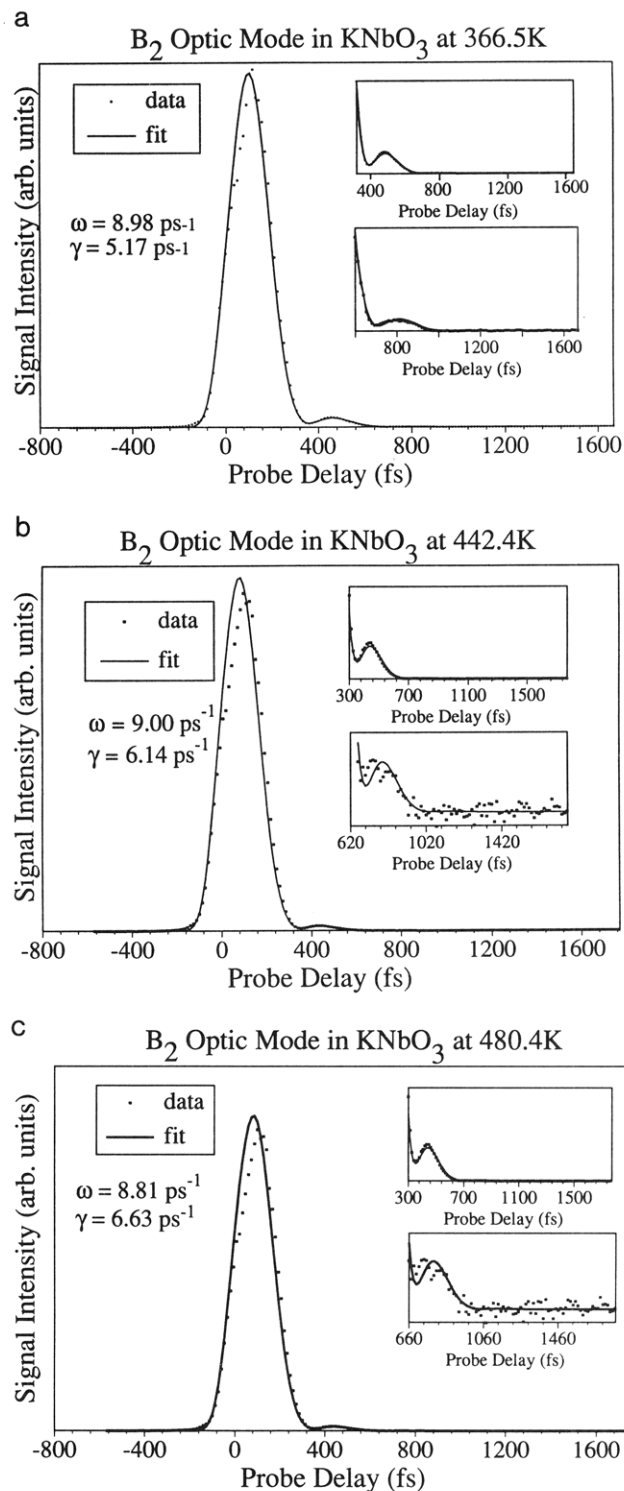 a
B2 Optic Mode in KNbO3 at 366.5K
Signal Intensity (arb. units)
data
fit
ω = 8.98 ps-1
γ = 5.17 ps-1
400 800 1200 1600
Probe Delay (fs)
800 1200 1600
Probe Delay (fs)
-800 -400 0 400 800 1200 1600
Probe Delay (fs)
b
B2 Optic Mode in KNbO3 at 442.4K
Signal Intensity (arb. units)
data
fit
ω = 9.00 ps-1
γ = 6.14 ps-1
300 700 1100 1500
Probe Delay (fs)
620 1020 1420
Probe Delay (fs)
-800 -400 0 400 800 1200 1600
Probe Delay (fs)
c
B2 Optic Mode in KNbO3 at 480.4K
Signal Intensity (arb. units)
data
fit
ω = 8.81 ps-1
γ = 6.63 ps-1
300 700 1100 1500
Probe Delay (fs)
660 1060 1460
Probe Delay (fs)
-800 -400 0 400 800 1200 1600
Probe Delay (fs)